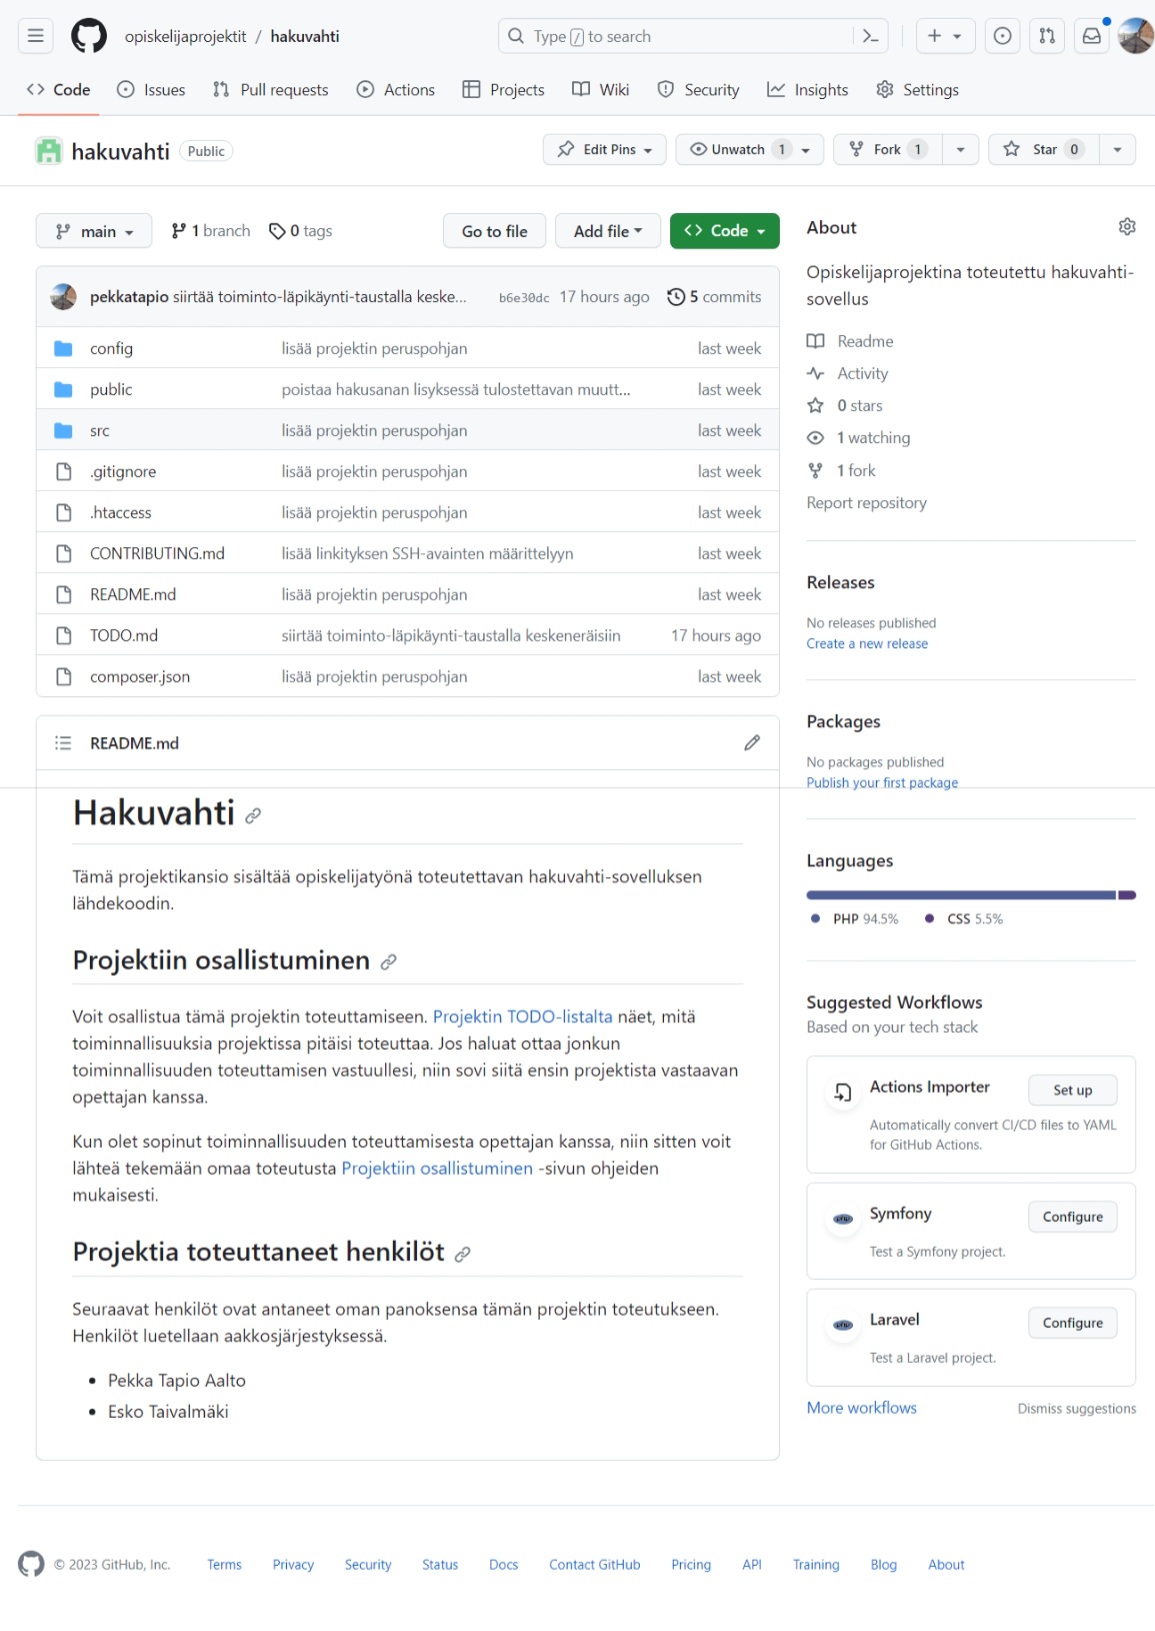 opiskelijaprojektit / hakuvahti
Type / to search
Code Issues Pull requests Actions Projects Wiki Security Insights Settings
hakuvahti Public
Edit Pins Unwatch 1 Fork 1 Star 0
main 1 branch 0 tags Go to file Add file Code
pekkatapio siirtää toiminto-läpikäynti-taustalla keske... b6e30dc 17 hours ago 5 commits
config lisää projektin peruspohjan last week
public poistaa hakusanan lisyksessä tulostettavan muutt... last week
src lisää projektin peruspohjan last week
.gitignore lisää projektin peruspohjan last week
.htaccess lisää projektin peruspohjan last week
CONTRIBUTING.md lisää linkityksen SSH-avainten määrittelyyn last week
README.md lisää projektin peruspohjan last week
TODO.md siirtää toiminto-läpikäynti-taustalla keskeneräisiin 17 hours ago
composer.json lisää projektin peruspohjan last week
README.md
Hakuvahti
Tämä projektikansio sisältää opiskelijatyönä toteutettavan hakuvahti-sovelluksen
lähdekoodin.
Projektiin osallistuminen
Voit osallistua tämä projektin toteuttamiseen. Projektin TODO-listalta näet, mitä
toiminnallisuuksia projektissa pitäisi toteuttaa. Jos haluat ottaa jonkun
toiminnallisuuden toteuttamisen vastuullesi, niin sovi siitä ensin projektista vastaavan
opettajan kanssa.
Kun olet sopinut toiminnallisuuden toteuttamisesta opettajan kanssa, niin sitten voit
lähteä tekemään omaa toteutusta Projektiin osallistuminen -sivun ohjeiden
mukaisesti.
Projektia toteuttaneet henkilöt
Seuraavat henkilöt ovat antaneet oman panoksensa tämän projektin toteutukseen.
Henkilöt luetellaan aakkosjärjestyksessä.
Pekka Tapio Aalto
Esko Taivalmäki
About
Opiskelijaprojektina toteutettu hakuvahti-
sovellus
Readme
Activity
0 stars
1 watching
1 fork
Report repository
Releases
No releases published
Create a new release
Packages
No packages published
Publish your first package
Languages
PHP 94.5% CSS 5.5%
Suggested Workflows
Based on your tech stack
Actions Importer Set up
Automatically convert CI/CD files to YAML
for GitHub Actions.
php Symfony Configure
Test a Symfony project.
php Laravel Configure
Test a Laravel project.
More workflows Dismiss suggestions
© 2023 GitHub, Inc. Terms Privacy Security Status Docs Contact GitHub Pricing API Training Blog About